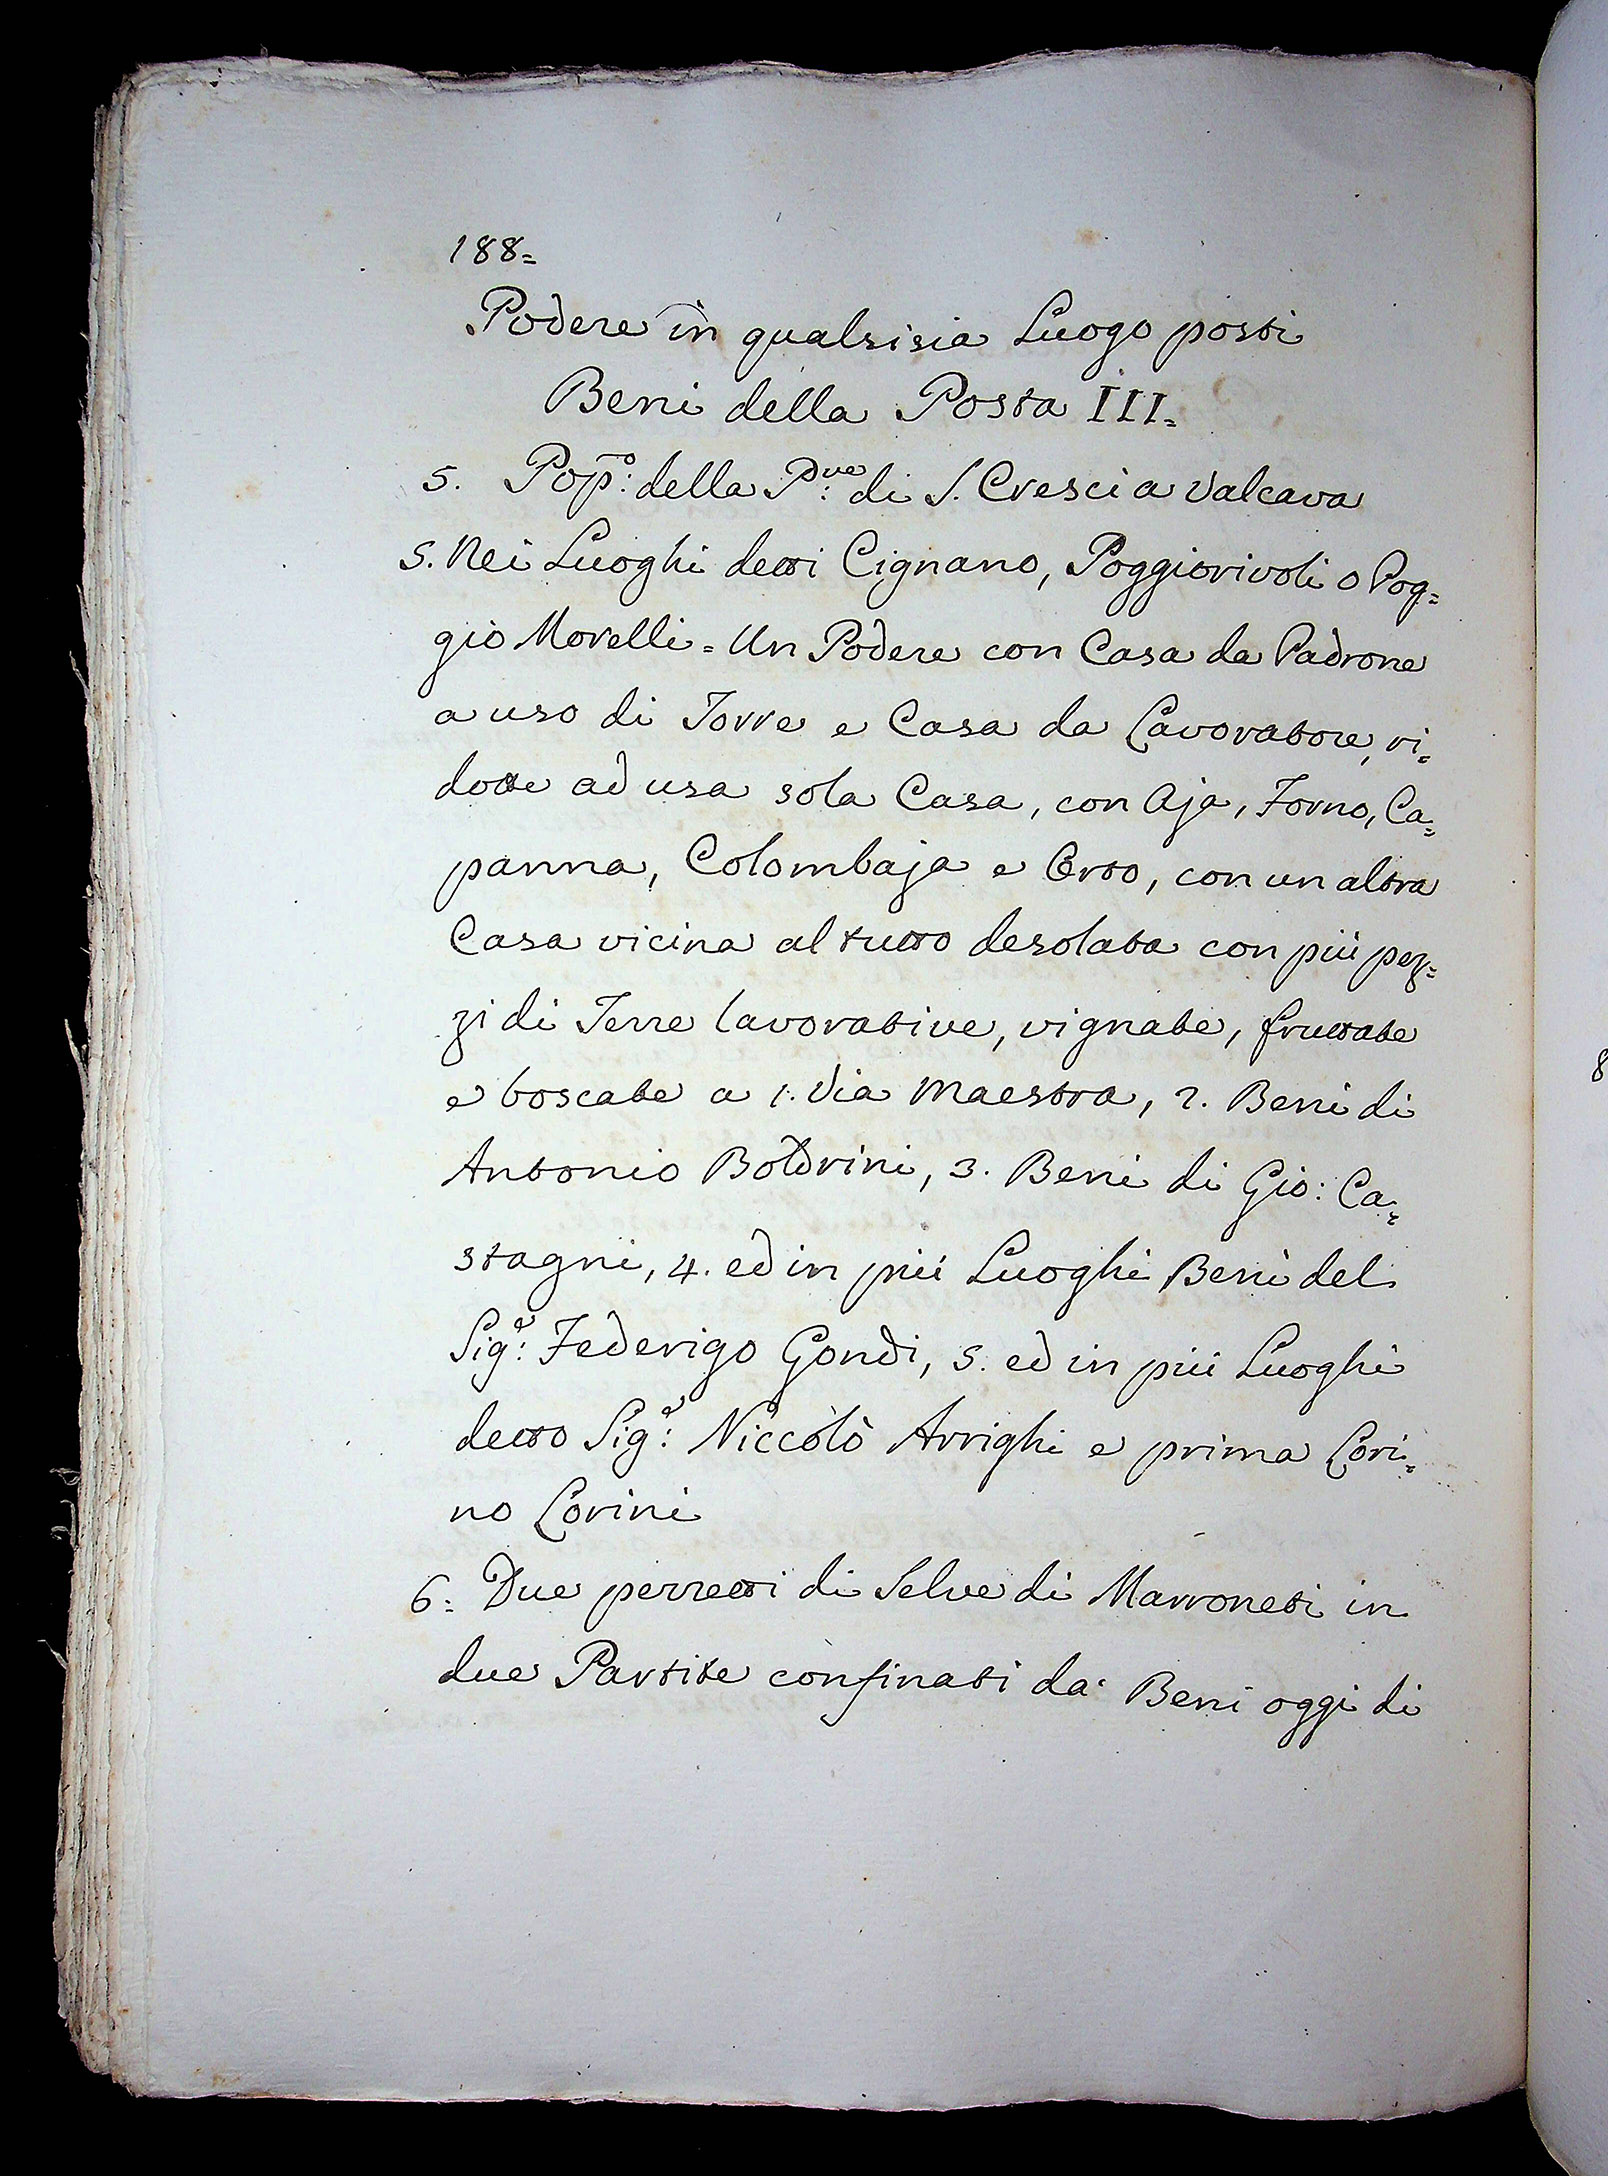 188=
Podere in qualsisia Luogo posti
Beni della Posta III=
5. Pop̃o: della P:ve di S. Cresci a Valcava
5. Nei Luoghi detti Cignano, Poggiorivoli o Pog=
gio Morelli = Un Podere con Casa da Padrone
a uso di Torre e Casa da Lavoratore, ri=
dotte ad usa sola Casa, con Aja, Forno, Ca=
panna, Colombaja e Orto, con un altra
Casa vicina al tutto desolata con più pez=
zi di Terre lavorative, vignate, fruttate
e boscate a 1. Via Maestra, 2. Beni di
Antonio Boldrini, 3. Beni di Gio: Ca=
stagni, 4. ed in più Luoghi Beni del
Sig:e Federigo Gondi, 5. ed in più Luoghi
detto Sig:e Niccolò Arrighi e prima Lori=
no Lorini
6= Due pezzetti di Selve di Marroneti in
due Partite confinati da' Beni oggi di
8